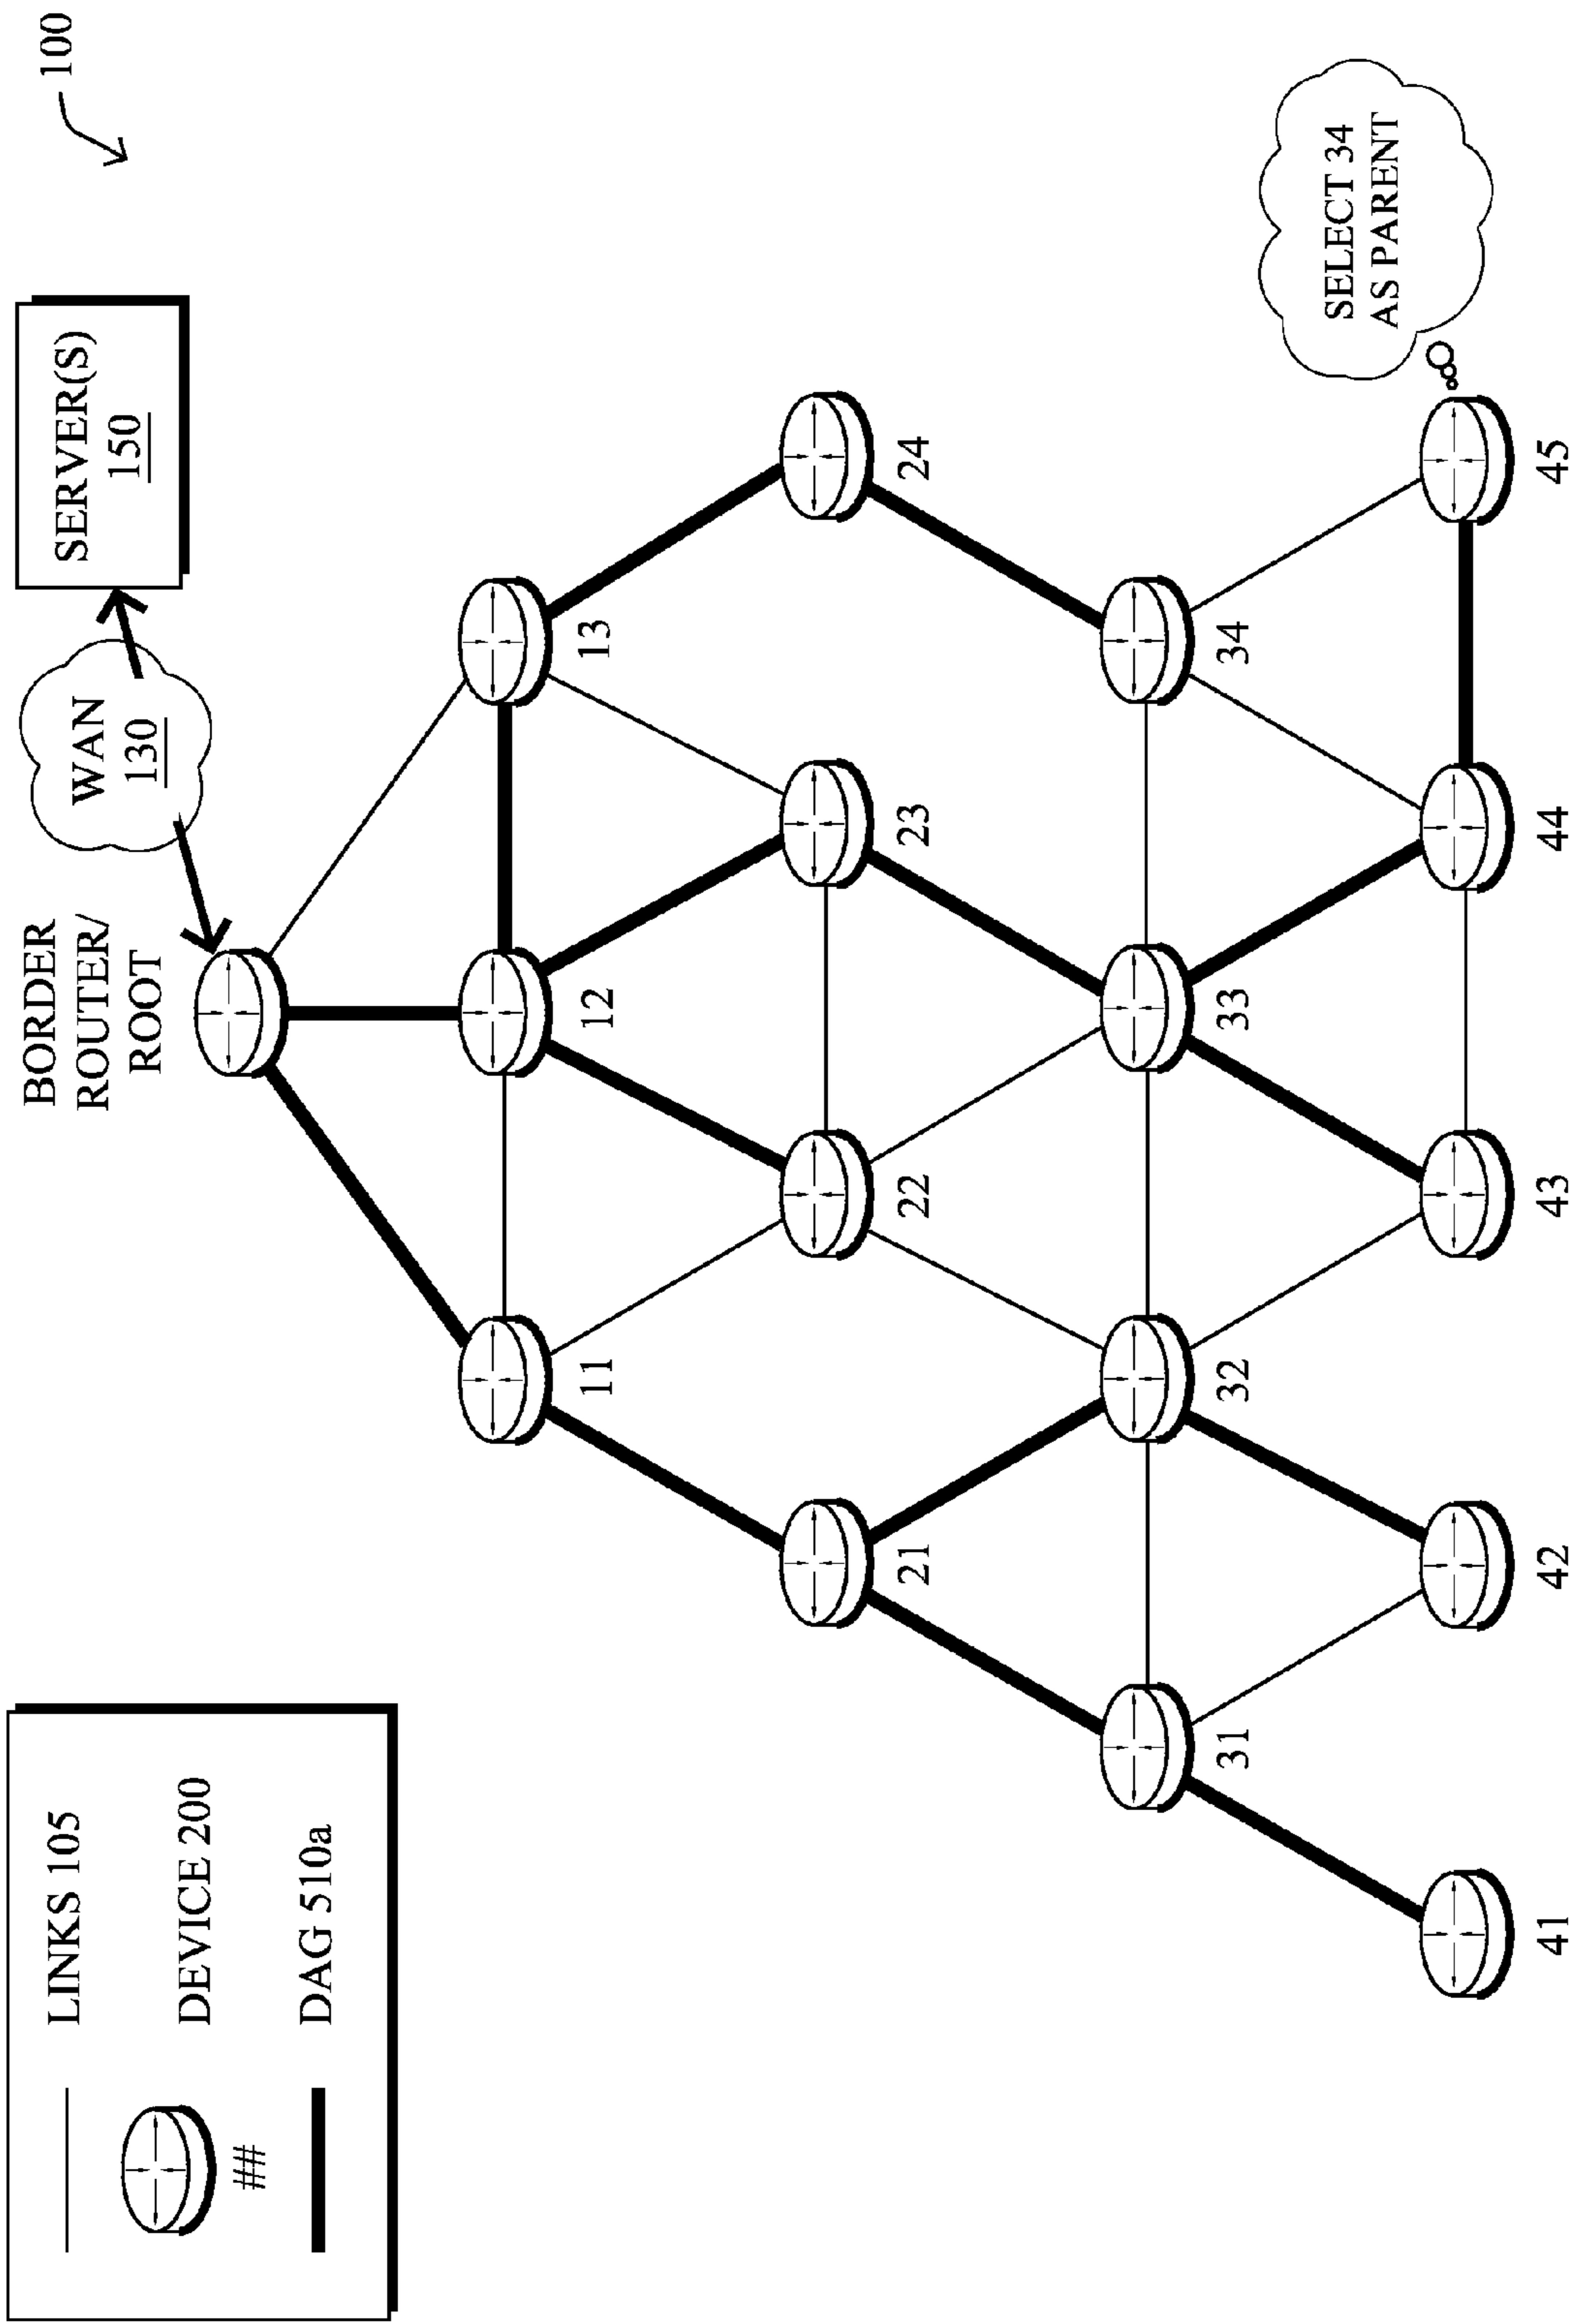 100
LINKS 105
DEVICE 200
##
DAG 510a
BORDER
ROUTER/
ROOT
WAN
130
SERVER(S)
150
11
12
13
21
22
23
24
31
32
33
34
41
42
43
44
45
SELECT 34
AS PARENT